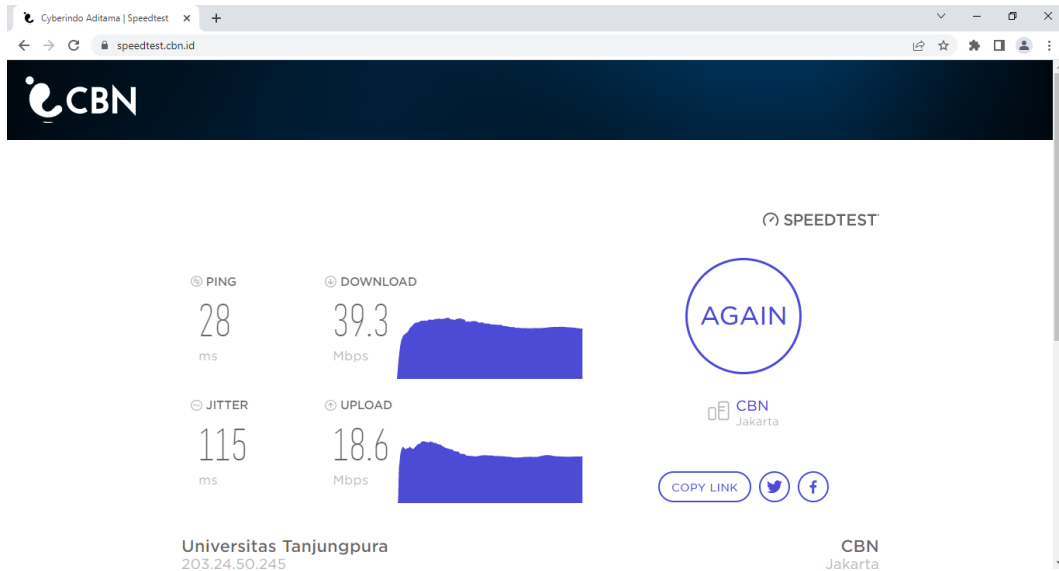 Cyberindo Aditama | Speedtest
speedtest.cbn.id
CBN
SPEEDTEST
PING
28
ms
DOWNLOAD
39.3
Mbps
AGAIN
JITTER
115
ms
UPLOAD
18.6
Mbps
CBN
Jakarta
COPY LINK
Universitas Tanjungpura
203.24.50.245
CBN
Jakarta